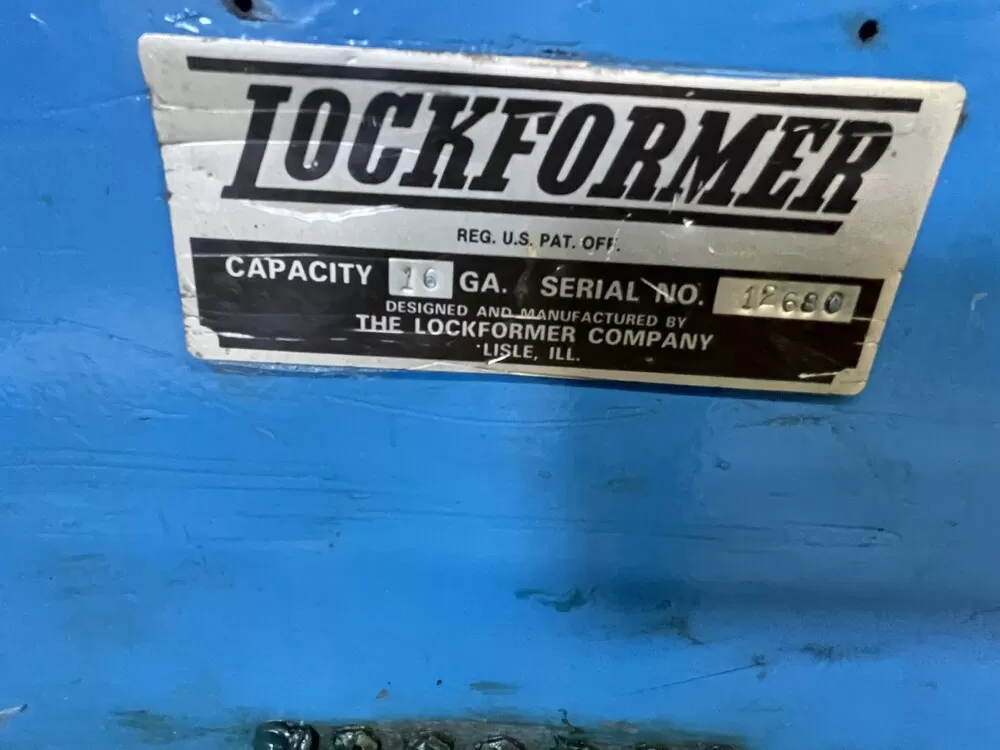 LOCKFORMER
REG. U.S. PAT. OFF.
CAPACITY 16 GA. SERIAL NO. 12680
DESIGNED AND MANUFACTURED BY
THE LOCKFORMER COMPANY
LISLE, ILL.